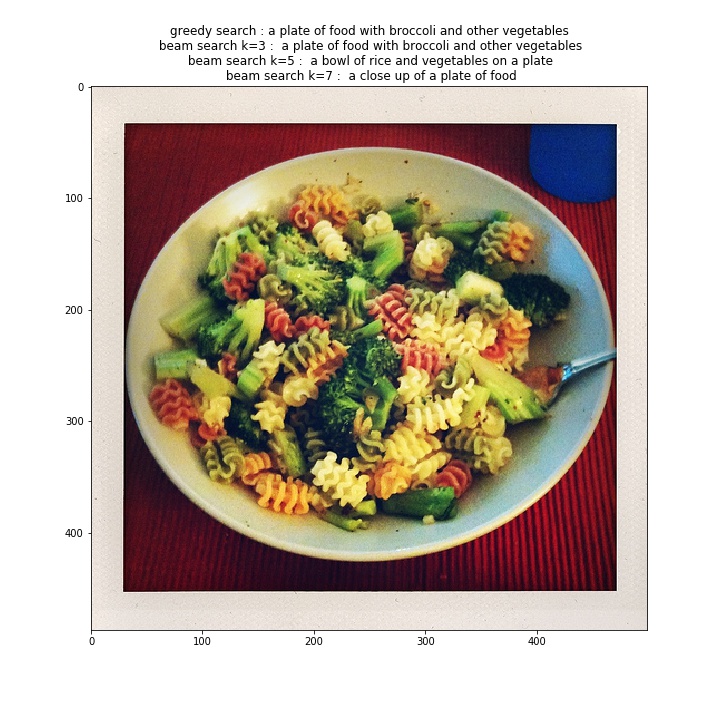 greedy search : a plate of food with broccoli and other vegetables
beam search k=3 :  a plate of food with broccoli and other vegetables
beam search k=5 :  a bowl of rice and vegetables on a plate
beam search k=7 :  a close up of a plate of food
0
100
200
300
400
0 100 200 300 400